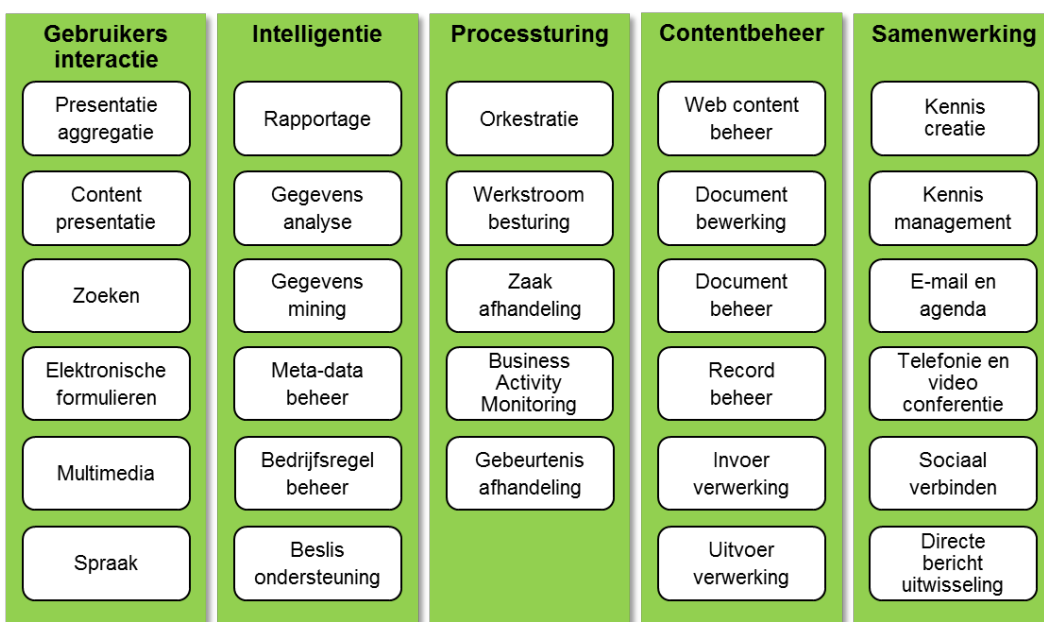 Gebruikers
interactie
Presentatie
aggregatie
Content
presentatie
Zoeken
Elektronische
formulieren
Multimedia
Spraak
Intelligentie
Rapportage
Gegevens
analyse
Gegevens
mining
Meta-data
beheer
Bedrijfsregel
beheer
Beslis
ondersteuning
Processturing
Orkestratie
Werkstroom
besturing
Zaak
afhandeling
Business
Activity
Monitoring
Gebeurtenis
afhandeling
Contentbeheer
Web content
beheer
Document
bewerking
Document
beheer
Record
beheer
Invoer
verwerking
Uitvoer
verwerking
Samenwerking
Kennis
creatie
Kennis
management
E-mail en
agenda
Telefonie en
video
conferentie
Sociaal
verbinden
Directe
bericht
uitwisseling